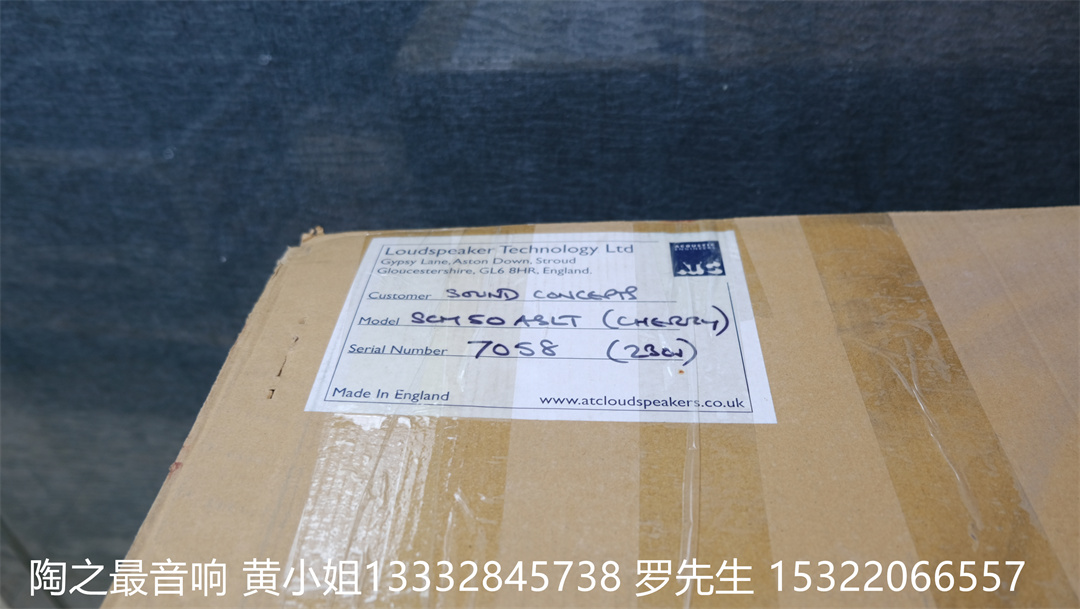 Loudspeaker Technology Ltd
Gypsy Lane, Aston Down, Stroud
Gloucestershire, GL6 8HR, England.
Customer SOUND CONCEPTS
Model SCM 50 ASLT (CHERRY)
Serial Number 7058 (230V)
Made In England
www.atcloudspeakers.co.uk
陶之最音响 黄小姐13332845738 罗先生 15322066557